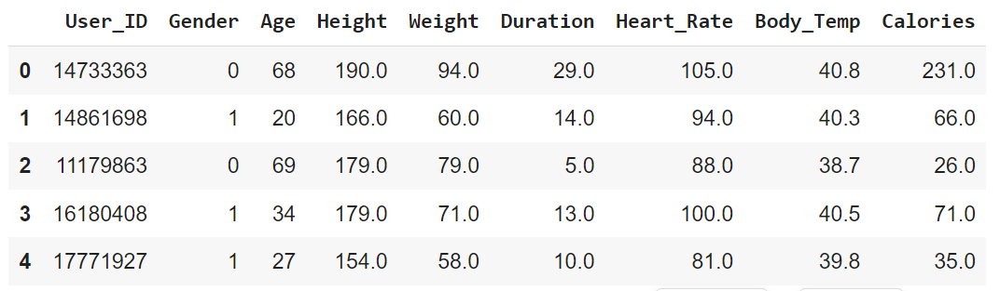 User_ID Gender Age Height Weight Duration Heart_Rate Body_Temp Calories
0 14733363 0 68 190.0 94.0 29.0 105.0 40.8 231.0
1 14861698 1 20 166.0 60.0 14.0 94.0 40.3 66.0
2 11179863 0 69 179.0 79.0 5.0 88.0 38.7 26.0
3 16180408 1 34 179.0 71.0 13.0 100.0 40.5 71.0
4 17771927 1 27 154.0 58.0 10.0 81.0 39.8 35.0